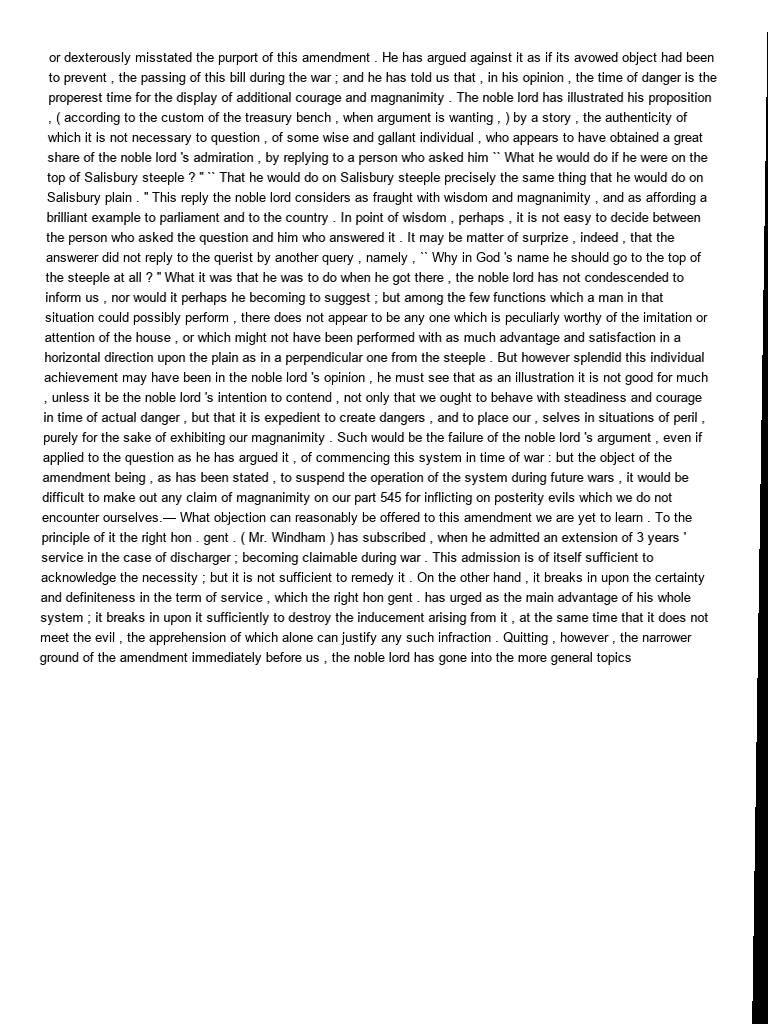 or dexterously misstated the purport of this amendment . He has argued against it as if its avowed object had been
to prevent , the passing of this bill during the war ; and he has told us that , in his opinion , the time of danger is the
properest time for the display of additional courage and magnanimity . The noble lord has illustrated his proposition
, ( according to the custom of the treasury bench , when argument is wanting , ) by a story , the authenticity of
which it is not necessary to question , of some wise and gallant individual , who appears to have obtained a great
share of the noble lord 's admiration , by replying to a person who asked him `` What he would do if he were on the
top of Salisbury steeple ? " `` That he would do on Salisbury steeple precisely the same thing that he would do on
Salisbury plain . " This reply the noble lord considers as fraught with wisdom and magnanimity , and as affording a
brilliant example to parliament and to the country . In point of wisdom , perhaps , it is not easy to decide between
the person who asked the question and him who answered it . It may be matter of surprize , indeed , that the
answerer did not reply to the querist by another query , namely , `` Why in God 's name he should go to the top of
the steeple at all ? " What it was that he was to do when he got there , the noble lord has not condescended to
inform us , nor would it perhaps he becoming to suggest ; but among the few functions which a man in that
situation could possibly perform , there does not appear to be any one which is peculiarly worthy of the imitation or
attention of the house , or which might not have been performed with as much advantage and satisfaction in a
horizontal direction upon the plain as in a perpendicular one from the steeple . But however splendid this individual
achievement may have been in the noble lord 's opinion , he must see that as an illustration it is not good for much
, unless it be the noble lord 's intention to contend , not only that we ought to behave with steadiness and courage
in time of actual danger , but that it is expedient to create dangers , and to place our , selves in situations of peril ,
purely for the sake of exhibiting our magnanimity . Such would be the failure of the noble lord 's argument , even if
applied to the question as he has argued it , of commencing this system in time of war : but the object of the
amendment being , as has been stated , to suspend the operation of the system during future wars , it would be
difficult to make out any claim of magnanimity on our part 545 for inflicting on posterity evils which we do not
encounter ourselves.— What objection can reasonably be offered to this amendment we are yet to learn . To the
principle of it the right hon . gent . ( Mr. Windham ) has subscribed , when he admitted an extension of 3 years '
service in the case of discharger ; becoming claimable during war . This admission is of itself sufficient to
acknowledge the necessity ; but it is not sufficient to remedy it . On the other hand , it breaks in upon the certainty
and definiteness in the term of service , which the right hon gent . has urged as the main advantage of his whole
system ; it breaks in upon it sufficiently to destroy the inducement arising from it , at the same time that it does not
meet the evil , the apprehension of which alone can justify any such infraction . Quitting , however , the narrower
ground of the amendment immediately before us , the noble lord has gone into the more general topics